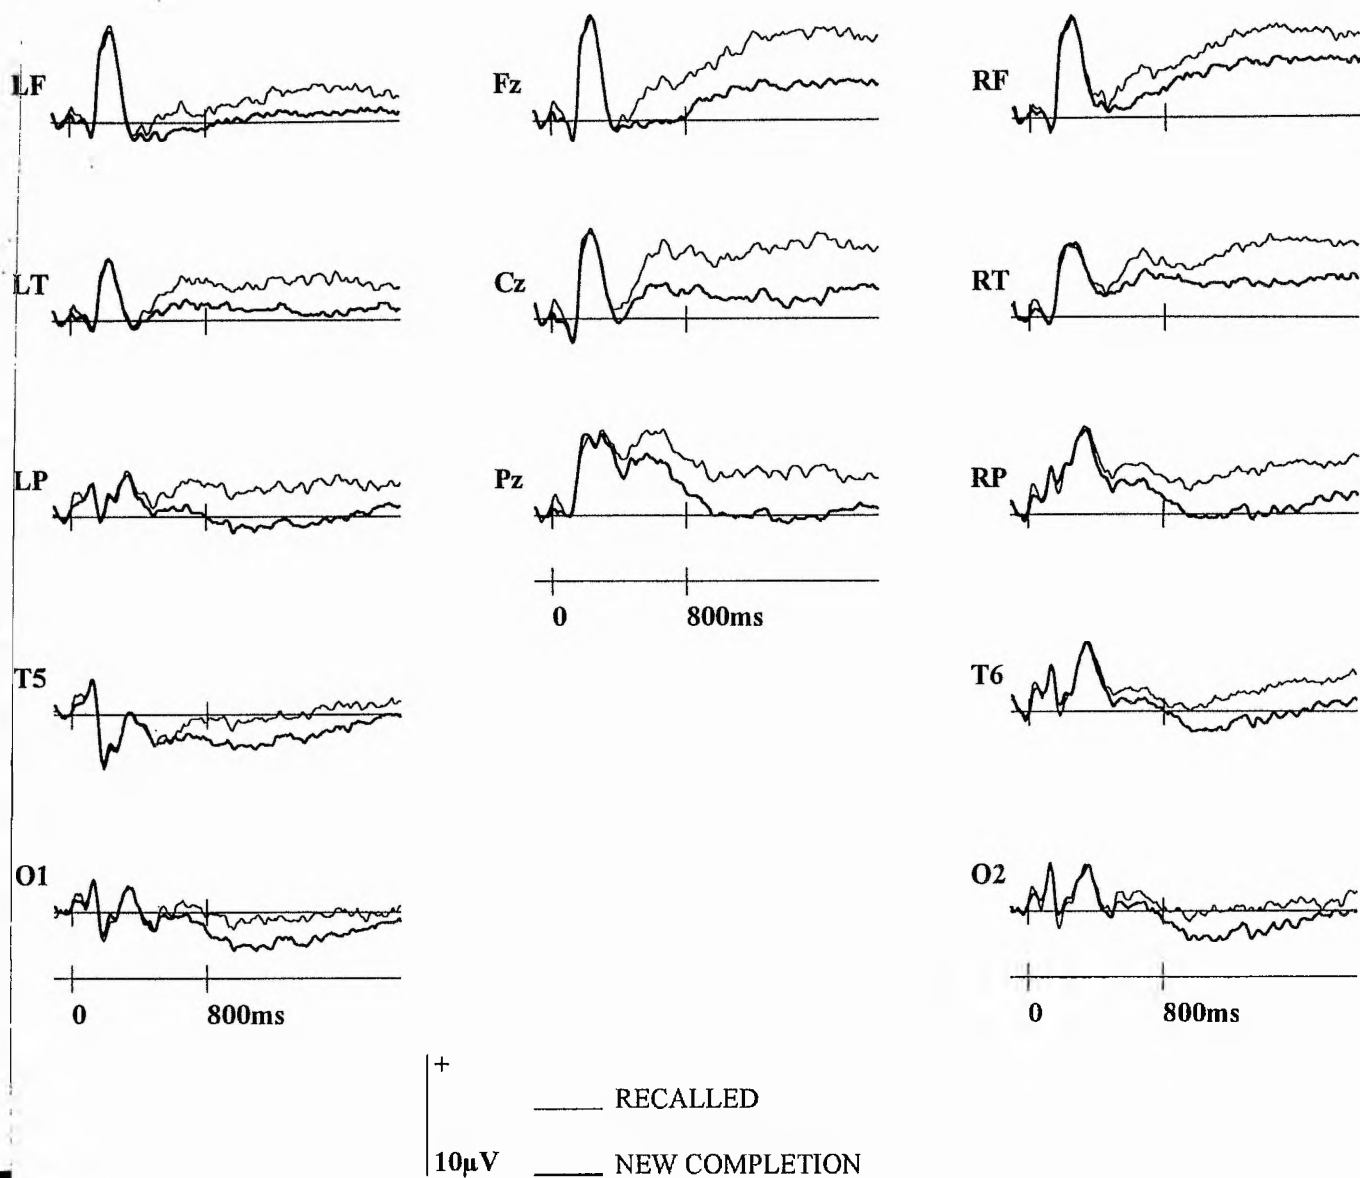 LF
Fz
RF
LT
Cz
RT
LP
Pz
RP
0 800ms
T5
T6
O1
O2
0 800ms
0 800ms
+
RECALLED
10µV NEW COMPLETION